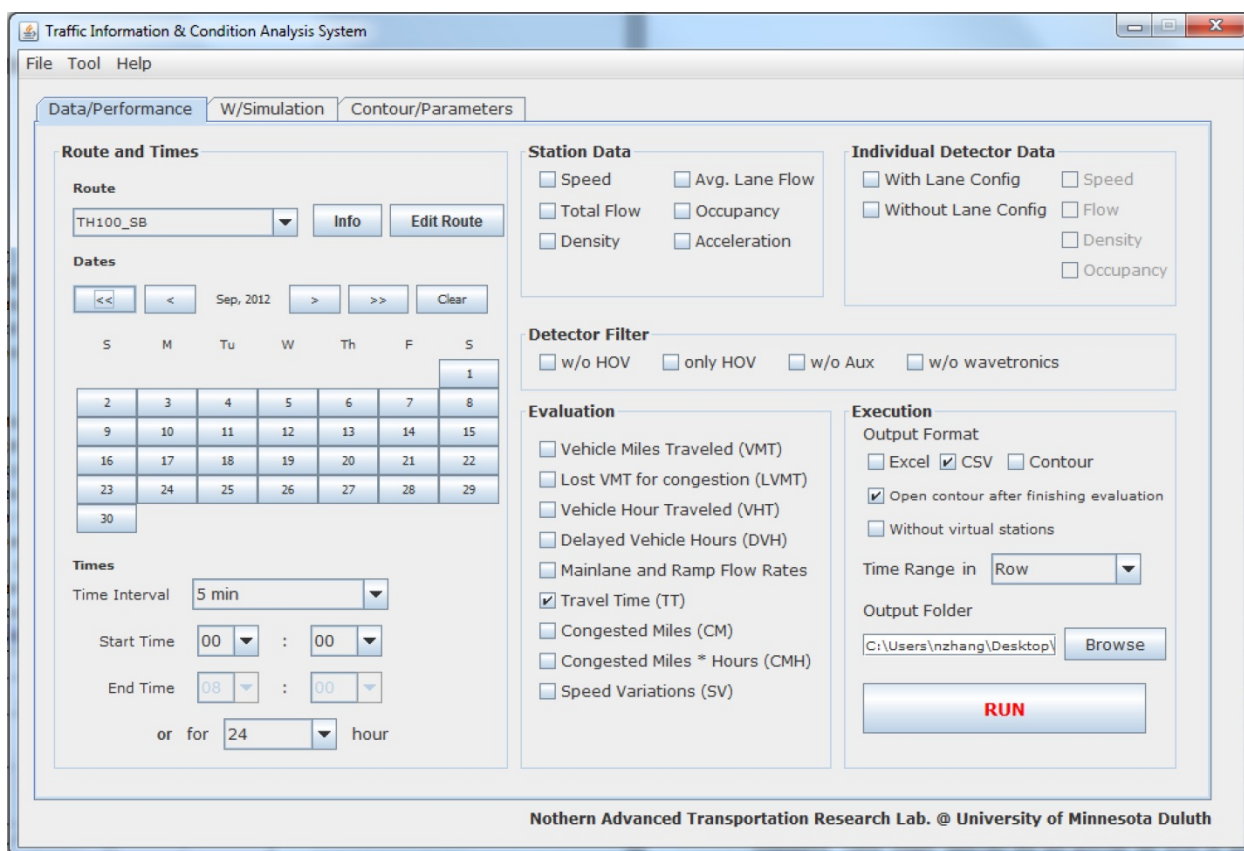 Traffic Information & Condition Analysis System
File Tool Help
Data/Performance W/Simulation Contour/Parameters
Route and Times
Route
TH100_SB Info Edit Route
Dates
<< < Sep, 2012 > >> Clear
S M Tu W Th F S
1
2 3 4 5 6 7 8
9 10 11 12 13 14 15
16 17 18 19 20 21 22
23 24 25 26 27 28 29
30
Times
Time Interval 5 min
Start Time 00 : 00
End Time 08 : 00
or for 24 hour
Station Data
Speed Avg. Lane Flow
Total Flow Occupancy
Density Acceleration
Individual Detector Data
With Lane Config Speed
Without Lane Config Flow
Density
Occupancy
Detector Filter
w/o HOV only HOV w/o Aux w/o wavetronics
Evaluation
Vehicle Miles Traveled (VMT)
Lost VMT for congestion (LVMT)
Vehicle Hour Traveled (VHT)
Delayed Vehicle Hours (DVH)
Mainlane and Ramp Flow Rates
Travel Time (TT)
Congested Miles (CM)
Congested Miles * Hours (CMH)
Speed Variations (SV)
Execution
Output Format
Excel CSV Contour
Open contour after finishing evaluation
Without virtual stations
Time Range in Row
Output Folder
C:\Users\nzhang\Desktop\ Browse
RUN
Nothern Advanced Transportation Research Lab. @ University of Minnesota Duluth